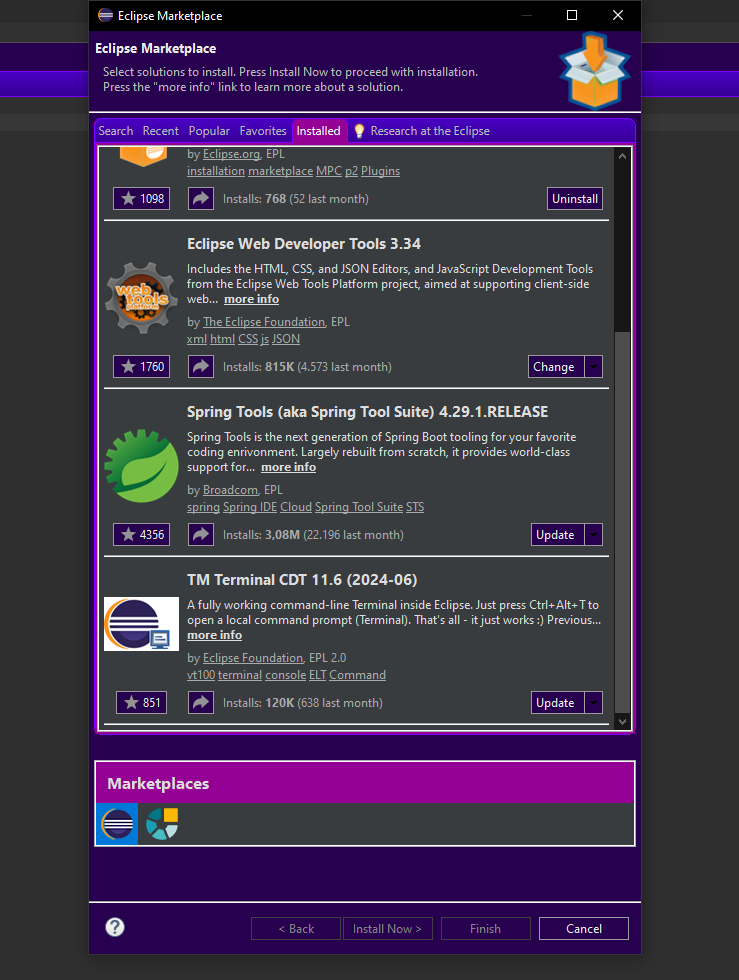 Eclipse Marketplace
Eclipse Marketplace
Select solutions to install. Press Install Now to proceed with installation.
Press the "more info" link to learn more about a solution.
Search Recent Popular Favorites Installed Research at the Eclipse
by Eclipse.org, EPL
installation marketplace MPC p2 Plugins
1098 Installs: 768 (52 last month) Uninstall
Eclipse Web Developer Tools 3.34
Includes the HTML, CSS, and JSON Editors, and JavaScript Development Tools
from the Eclipse Web Tools Platform project, aimed at supporting client-side
web... more info
web
tools
platform
by The Eclipse Foundation, EPL
xml html CSS js JSON
1760 Installs: 815K (4.573 last month) Change
Spring Tools (aka Spring Tool Suite) 4.29.1.RELEASE
Spring Tools is the next generation of Spring Boot tooling for your favorite
coding enrivonment. Largely rebuilt from scratch, it provides world-class
support for... more info
by Broadcom, EPL
spring Spring IDE Cloud Spring Tool Suite STS
4356 Installs: 3,08M (22.196 last month) Update
TM Terminal CDT 11.6 (2024-06)
A fully working command-line Terminal inside Eclipse. Just press Ctrl+Alt+T to
open a local command prompt (Terminal). That's all - it just works :) Previous...
more info
by Eclipse Foundation, EPL 2.0
vt100 terminal console ELT Command
851 Installs: 120K (638 last month) Update
Marketplaces
? < Back Install Now > Finish Cancel